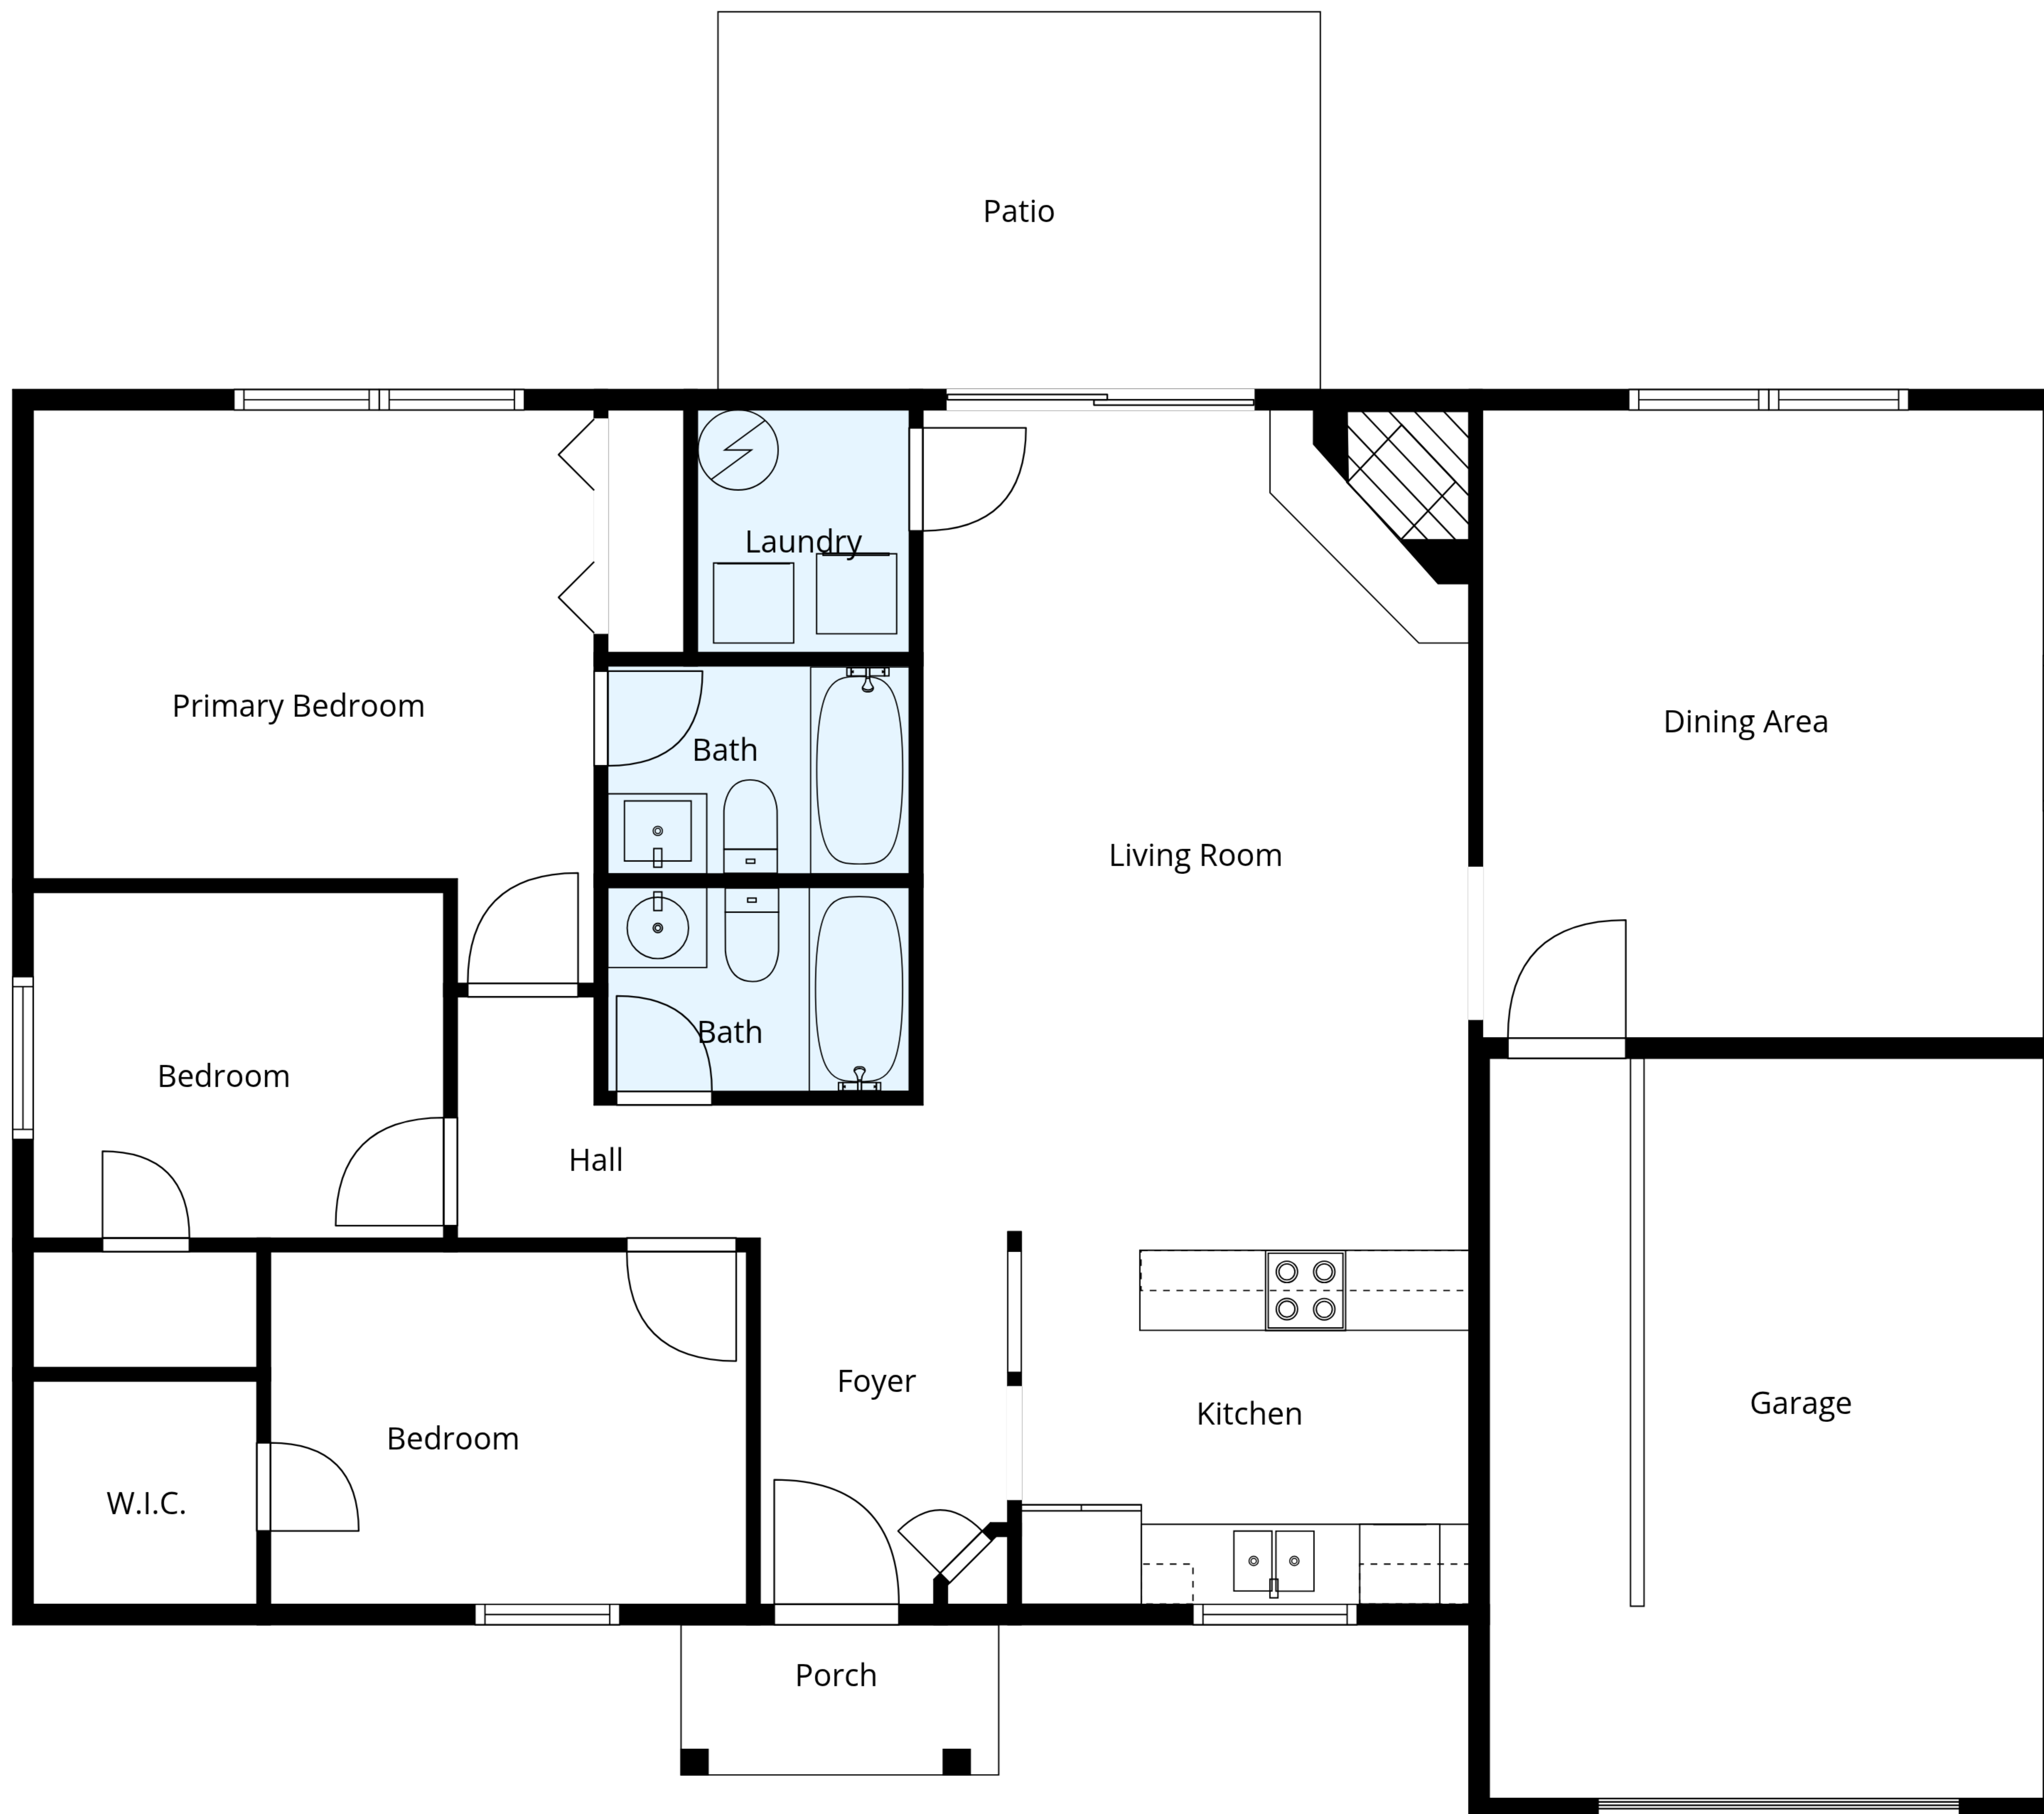 Patio
Laundry
Primary Bedroom
Dining Area
Bath
Living Room
Bath
Bedroom
Hall
Foyer
Garage
Kitchen
Bedroom
W.I.C.
Porch